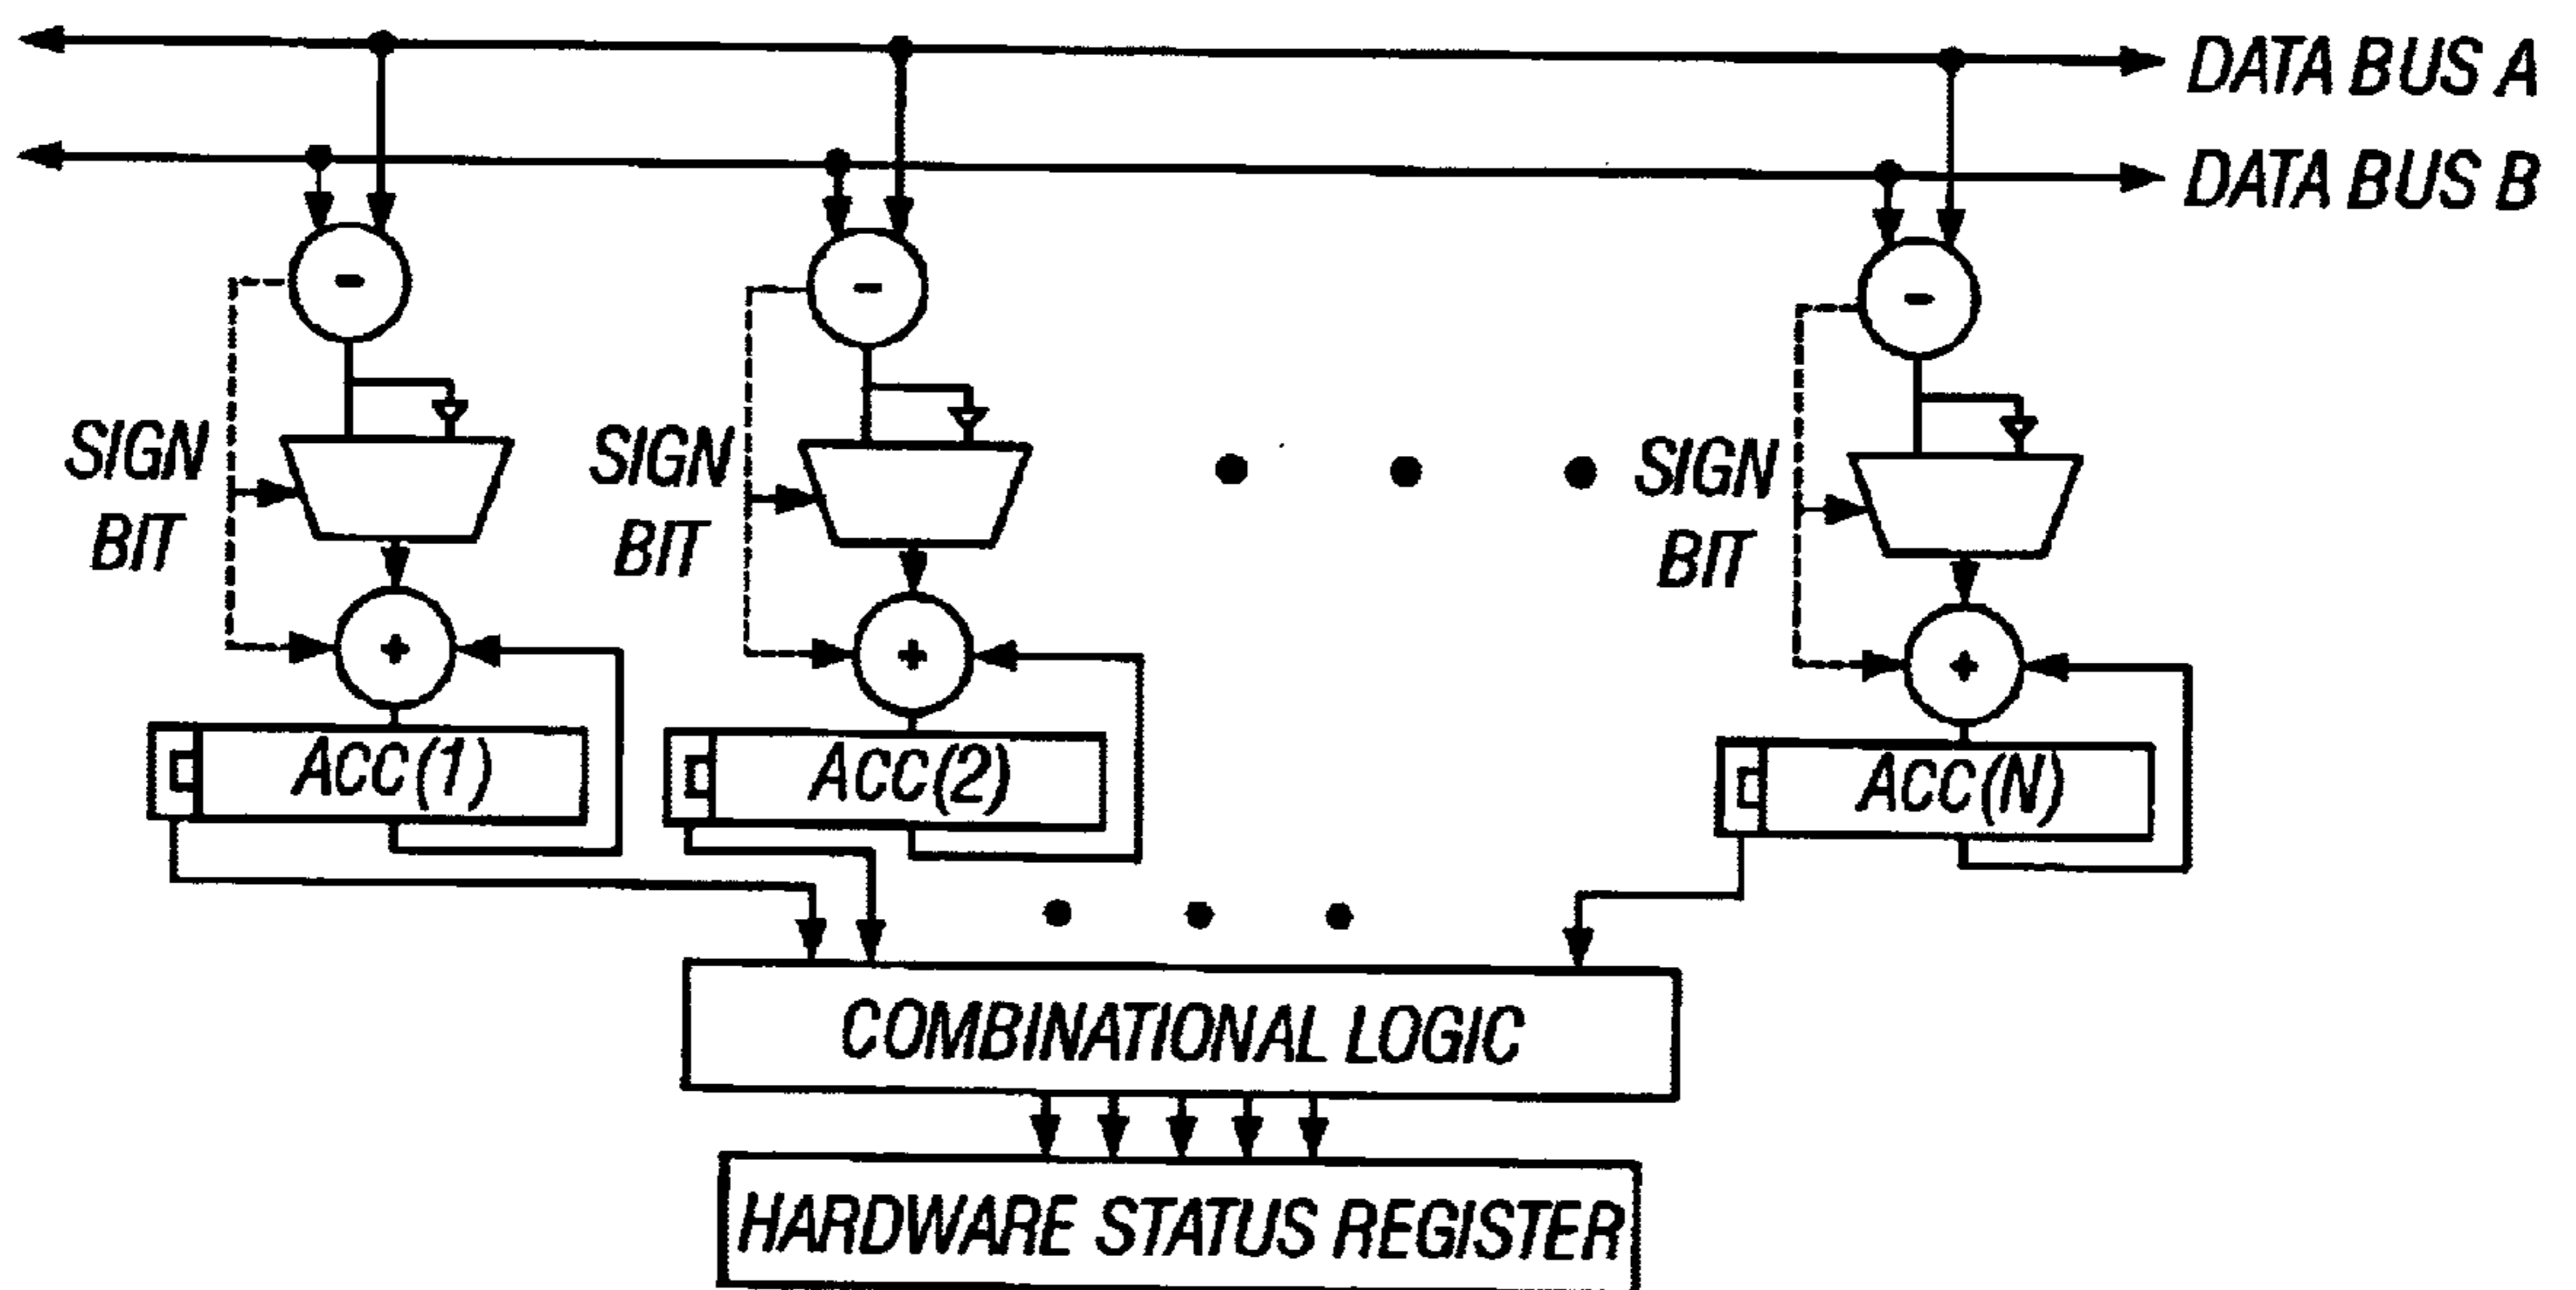 DATA BUS A
DATA BUS B
-
-
-
SIGN
BIT
SIGN
BIT
SIGN
BIT
+
+
+
ACC(1)
ACC(2)
ACC(N)
COMBINATIONAL LOGIC
HARDWARE STATUS REGISTER